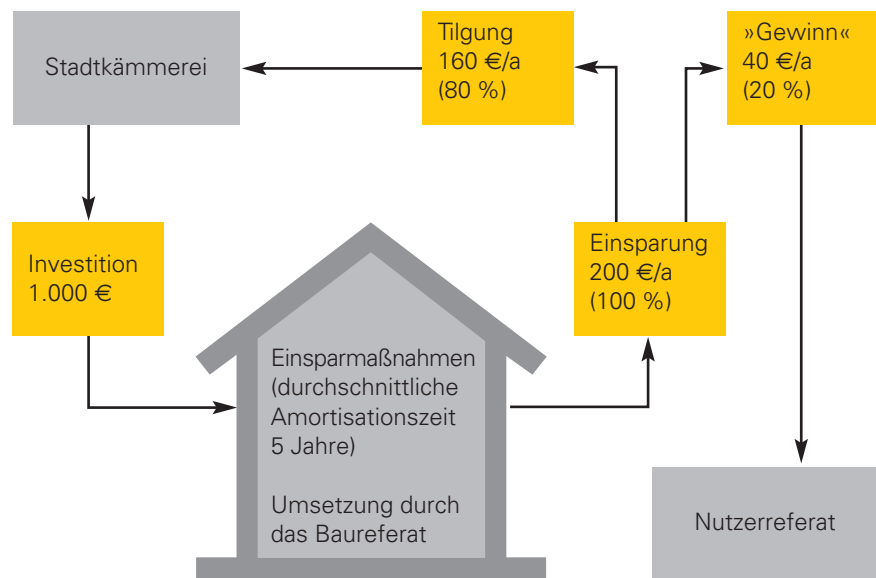 Stadtkämmerei
Tilgung
160 €/a
(80 %)
»Gewinn«
40 €/a
(20 %)
Investition
1.000 €
Einsparung
200 €/a
(100 %)
Einsparmaßnahmen
(durchschnittliche
Amortisationszeit
5 Jahre)
Umsetzung durch
das Baureferat
Nutzerreferat